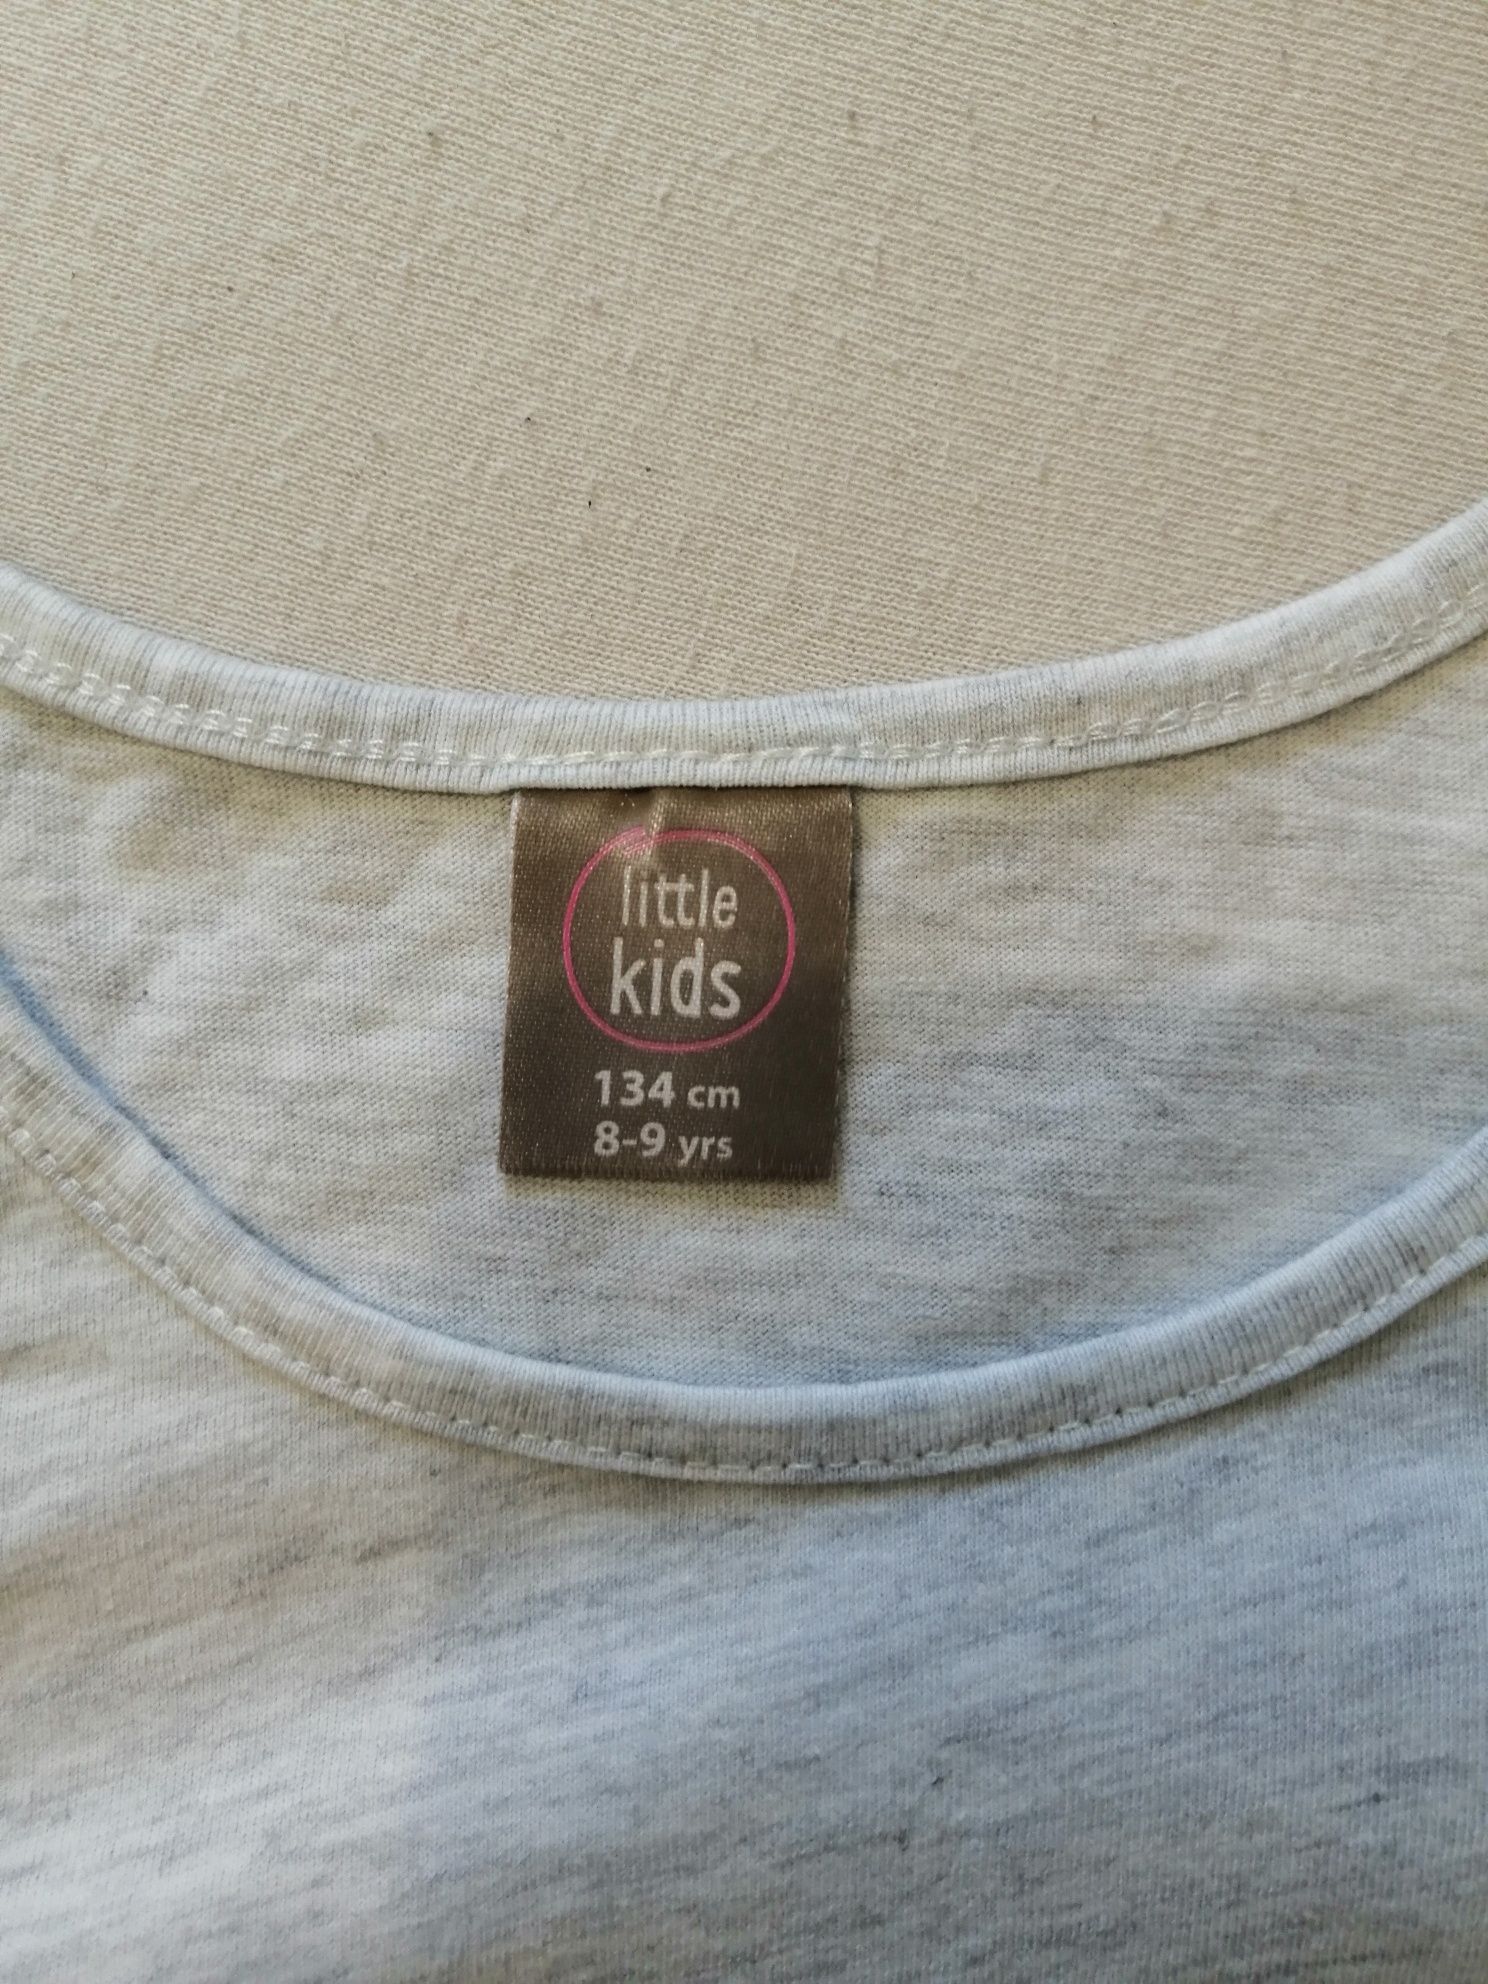 little
kids
134 cm
8-9 yrs